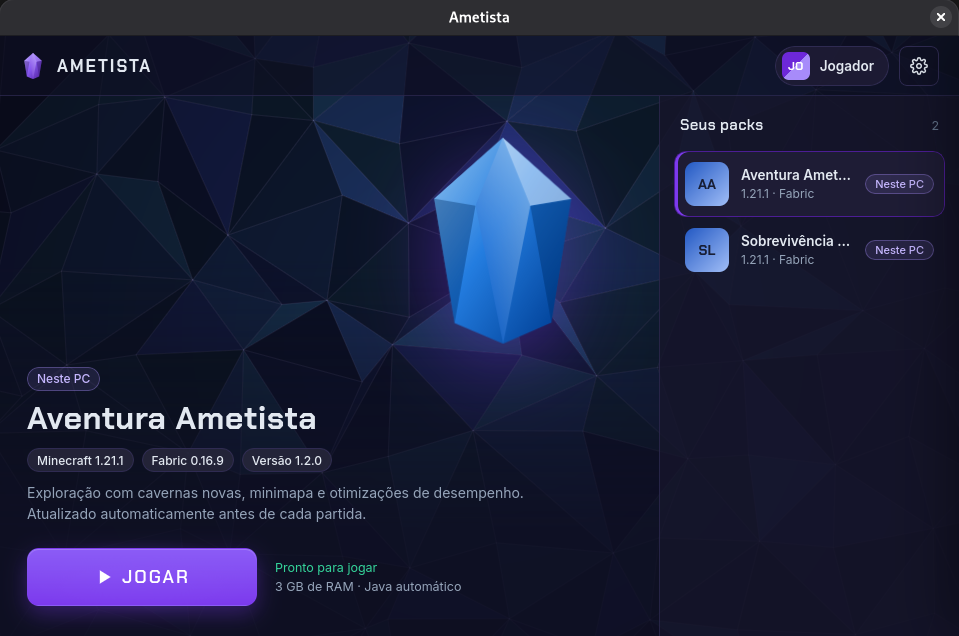 Ametista
AMETISTA
JO
Jogador
Seus packs
2
AA
Aventura Amet...
1.21.1 · Fabric
Neste PC
SL
Sobrevivência ...
1.21.1 · Fabric
Neste PC
Neste PC
Aventura Ametista
Minecraft 1.21.1
Fabric 0.16.9
Versão 1.2.0
Exploração com cavernas novas, minimapa e otimizações de desempenho.
Atualizado automaticamente antes de cada partida.
JOGAR
Pronto para jogar
3 GB de RAM · Java automático